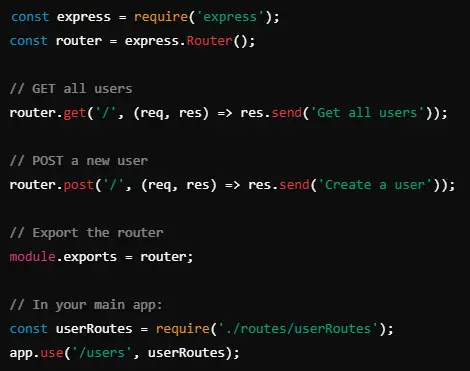 const express = require('express');
const router = express.Router();
// GET all users
router.get('/', (req, res) => res.send('Get all users'));
// POST a new user
router.post('/', (req, res) => res.send('Create a user'));
// Export the router
module.exports = router;
// In your main app:
const userRoutes = require('./routes/userRoutes');
app.use('/users', userRoutes);